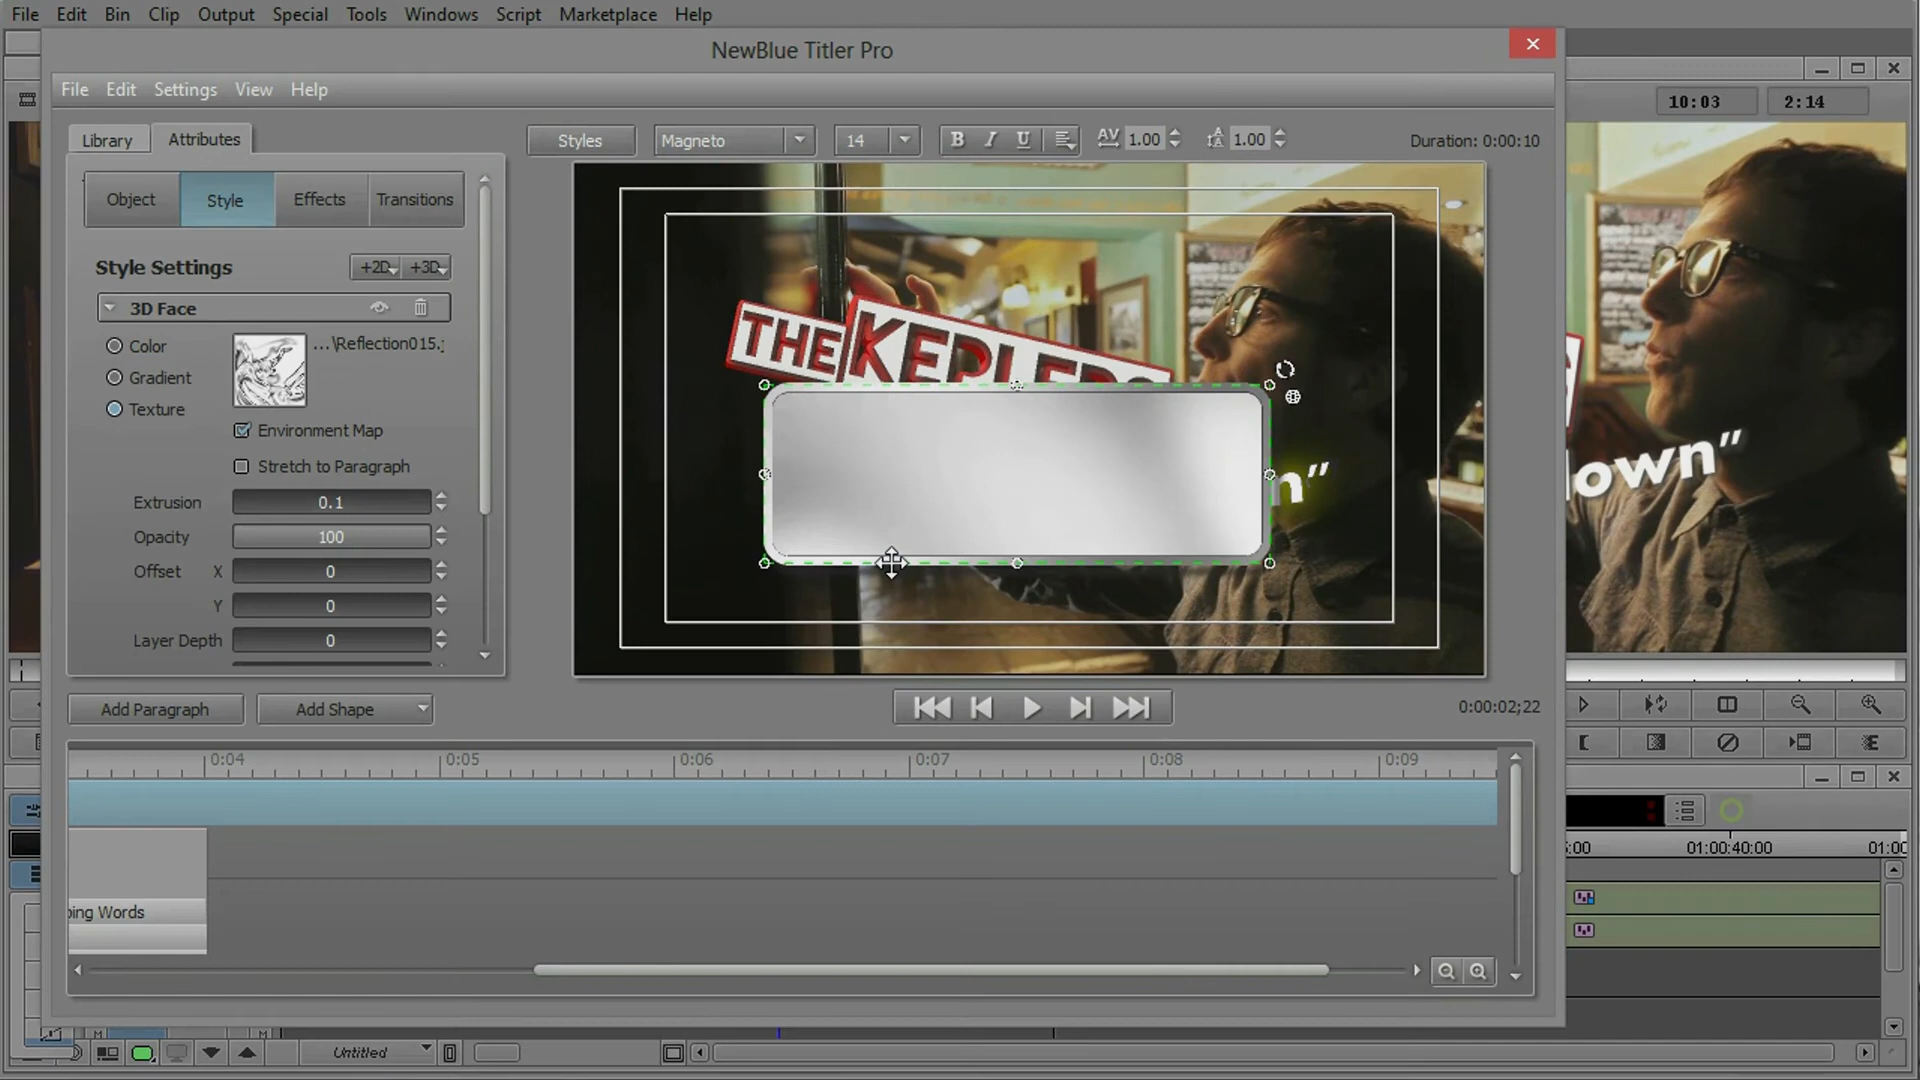 File Edit Bin Clip Output Special Tools Windows Script Marketplace Help
NewBlue Titler Pro
File Edit Settings View Help
10:03 2:14
Library Attributes
Styles Magneto 14 B I U AV 1.00 A 1.00 Duration: 0:00:10
Object Style Effects Transitions
Style Settings +2D +3D
3D Face
Color ...\Reflection015.j
Gradient
Texture
Environment Map
Stretch to Paragraph
Extrusion 0.1
Opacity 100
Offset X 0
Y 0
Layer Depth 0
THE KEPLERS
n"
own"
Add Paragraph Add Shape 0:00:02;22
0:04 0:05 0:06 0:07 0:08 0:09
ping Words
5:00 01:00:40:00 01:00
M M
Untitled